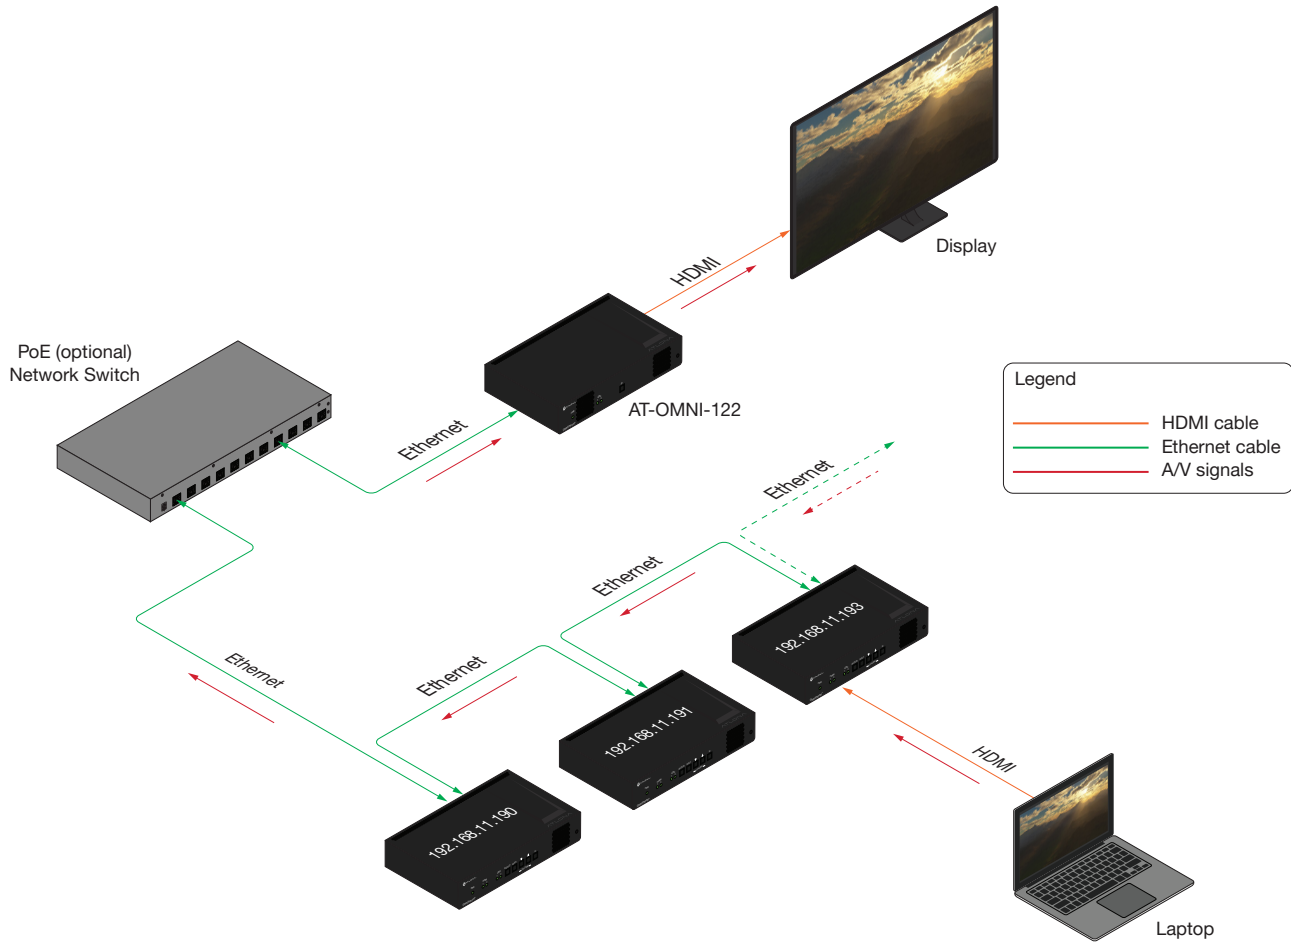 Display
HDMI
PoE (optional)
Network Switch
AT-OMNI-122
Ethernet
Legend
HDMI cable
Ethernet cable
A/V signals
Ethernet
Ethernet
192.168.11.193
Ethernet
Ethernet
192.168.11.191
HDMI
192.168.11.190
Laptop